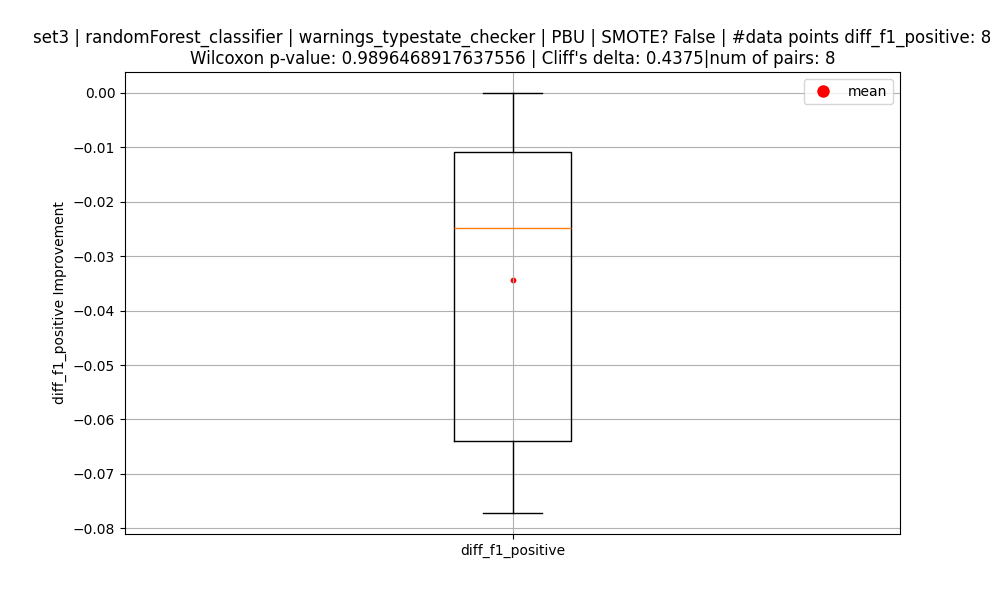 set3 | randomForest_classifier | warnings_typestate_checker | PBU | SMOTE? False | #data points diff_f1_positive: 8
Wilcoxon p-value: 0.9896468917637556 | Cliff's delta: 0.4375|num of pairs: 8
mean
0.00
−0.01
−0.02
−0.03
−0.04
−0.05
−0.06
−0.07
−0.08
diff_f1_positive Improvement
diff_f1_positive